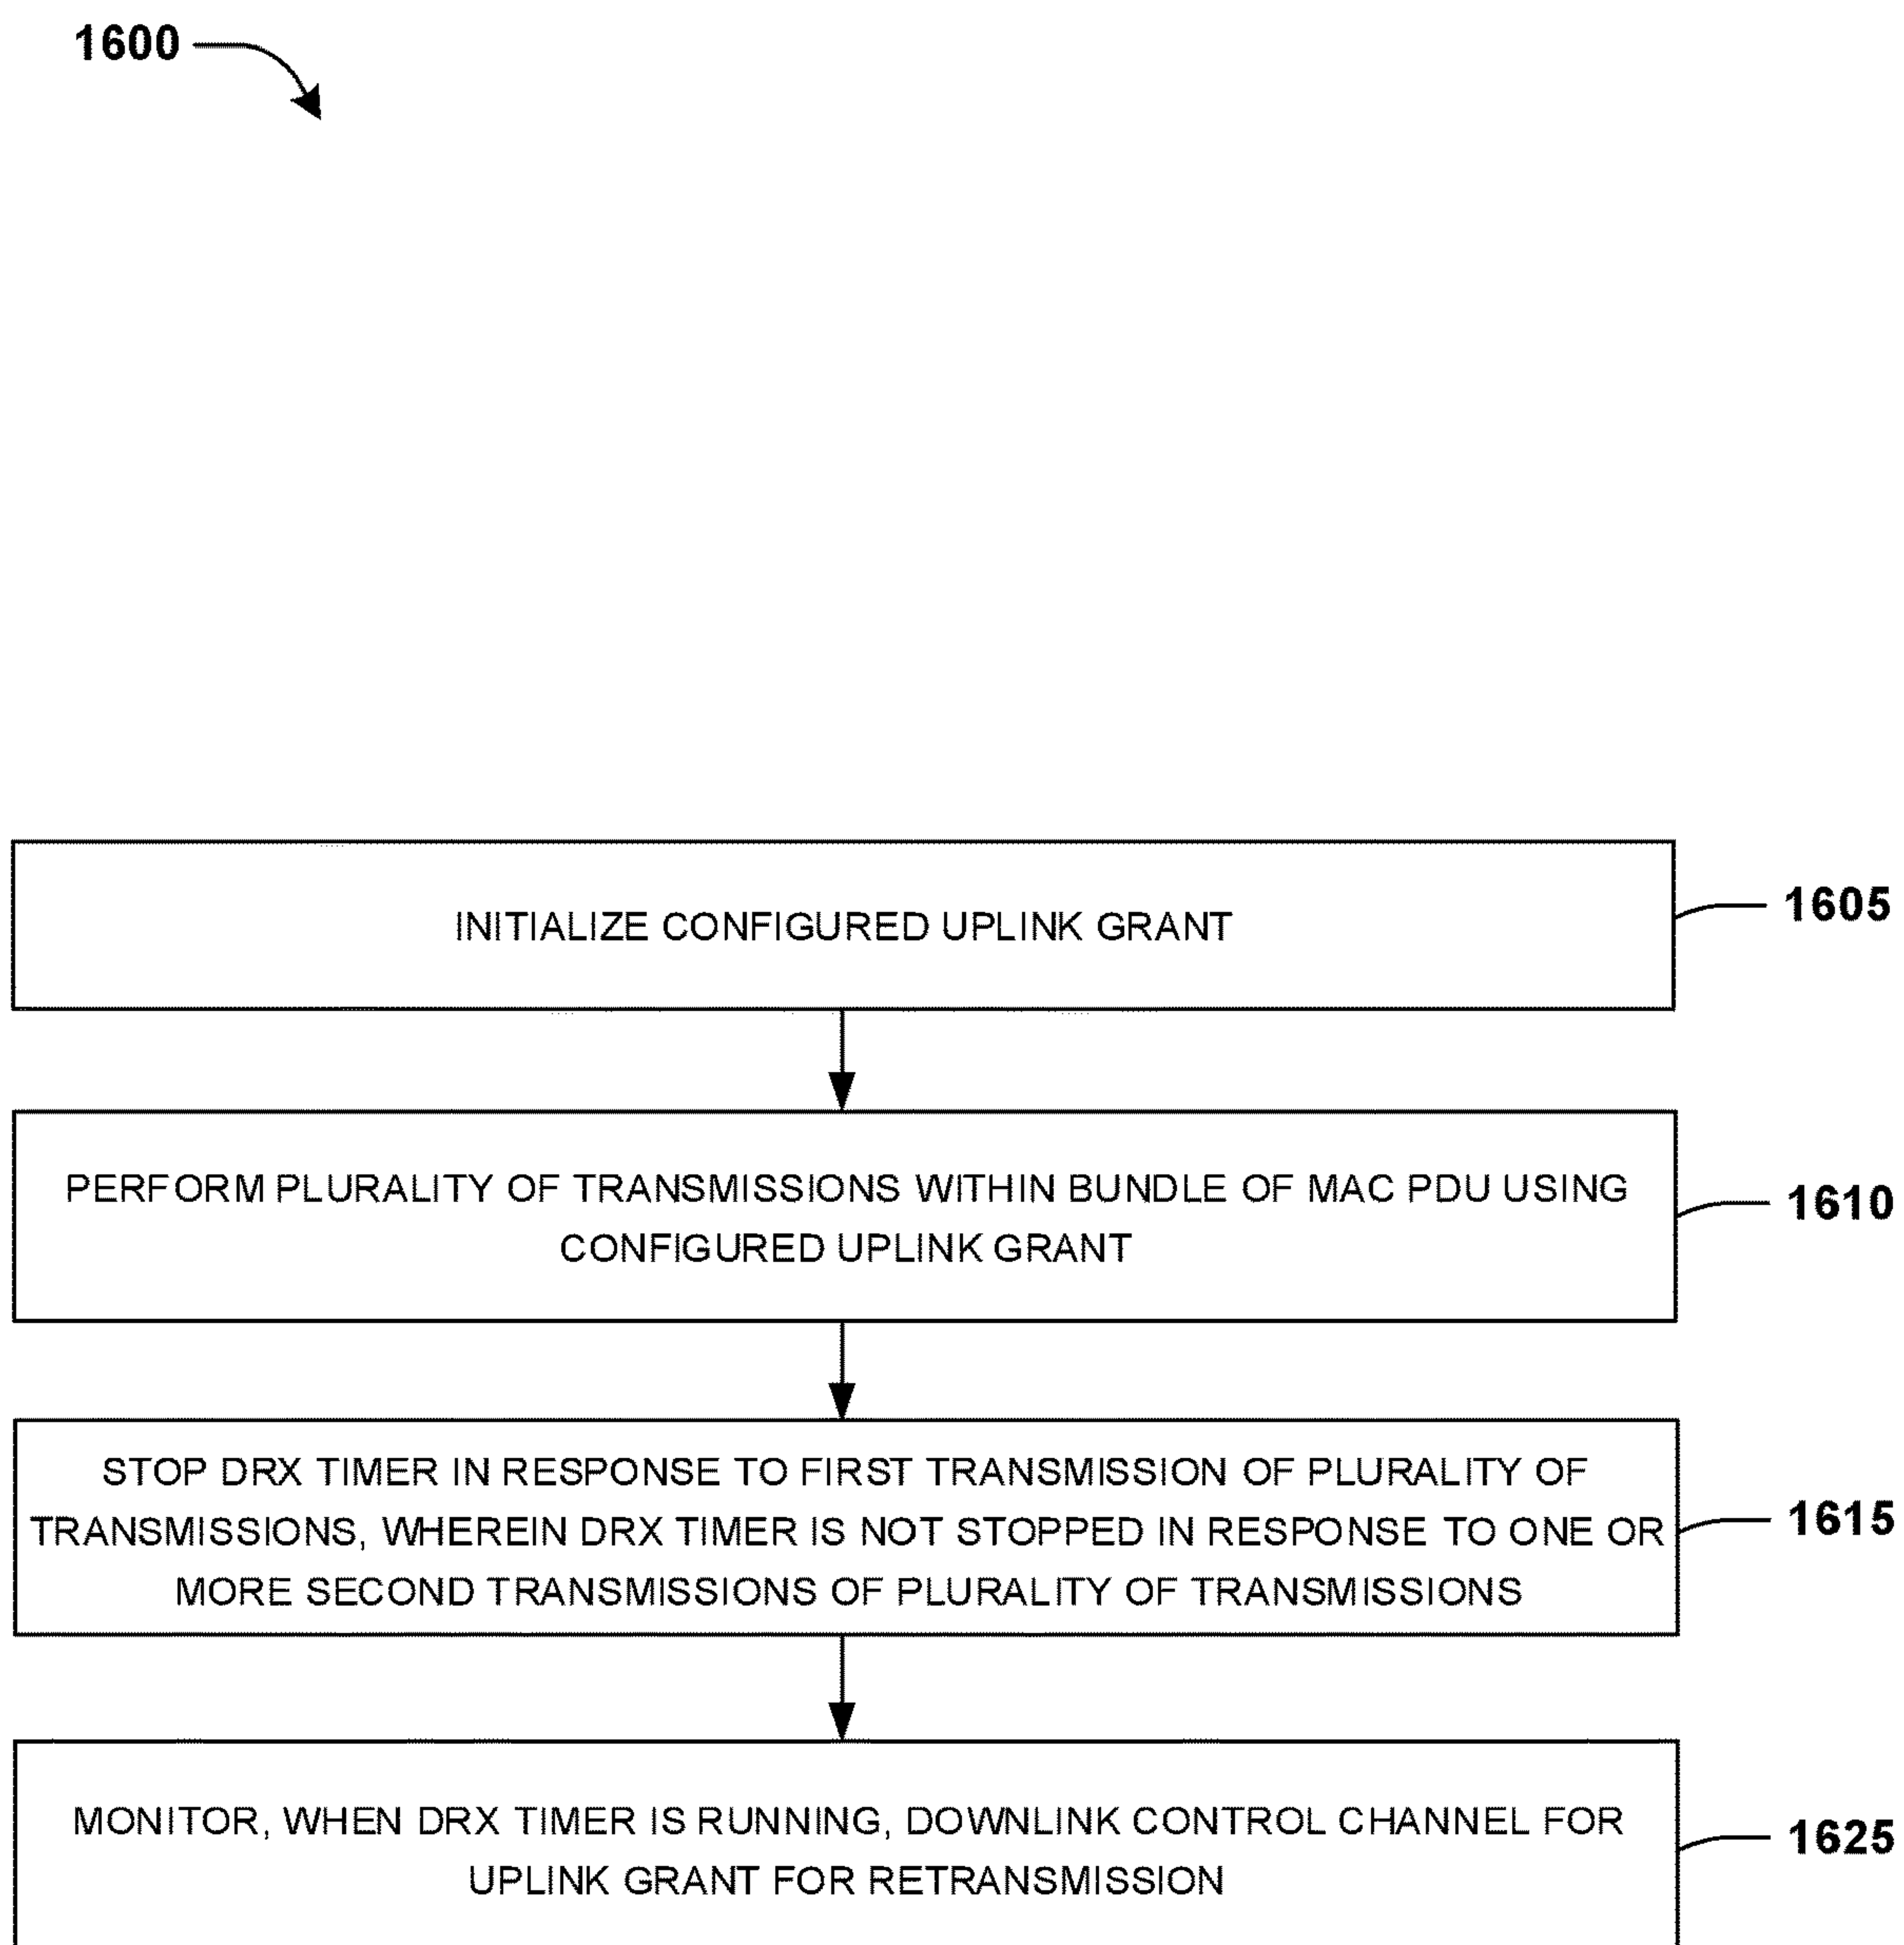 1600
INITIALIZE CONFIGURED UPLINK GRANT
1605
PERFORM PLURALITY OF TRANSMISSIONS WITHIN BUNDLE OF MAC PDU USING
CONFIGURED UPLINK GRANT
1610
STOP DRX TIMER IN RESPONSE TO FIRST TRANSMISSION OF PLURALITY OF
TRANSMISSIONS, WHEREIN DRX TIMER IS NOT STOPPED IN RESPONSE TO ONE OR
MORE SECOND TRANSMISSIONS OF PLURALITY OF TRANSMISSIONS
1615
MONITOR, WHEN DRX TIMER IS RUNNING, DOWNLINK CONTROL CHANNEL FOR
UPLINK GRANT FOR RETRANSMISSION
1625